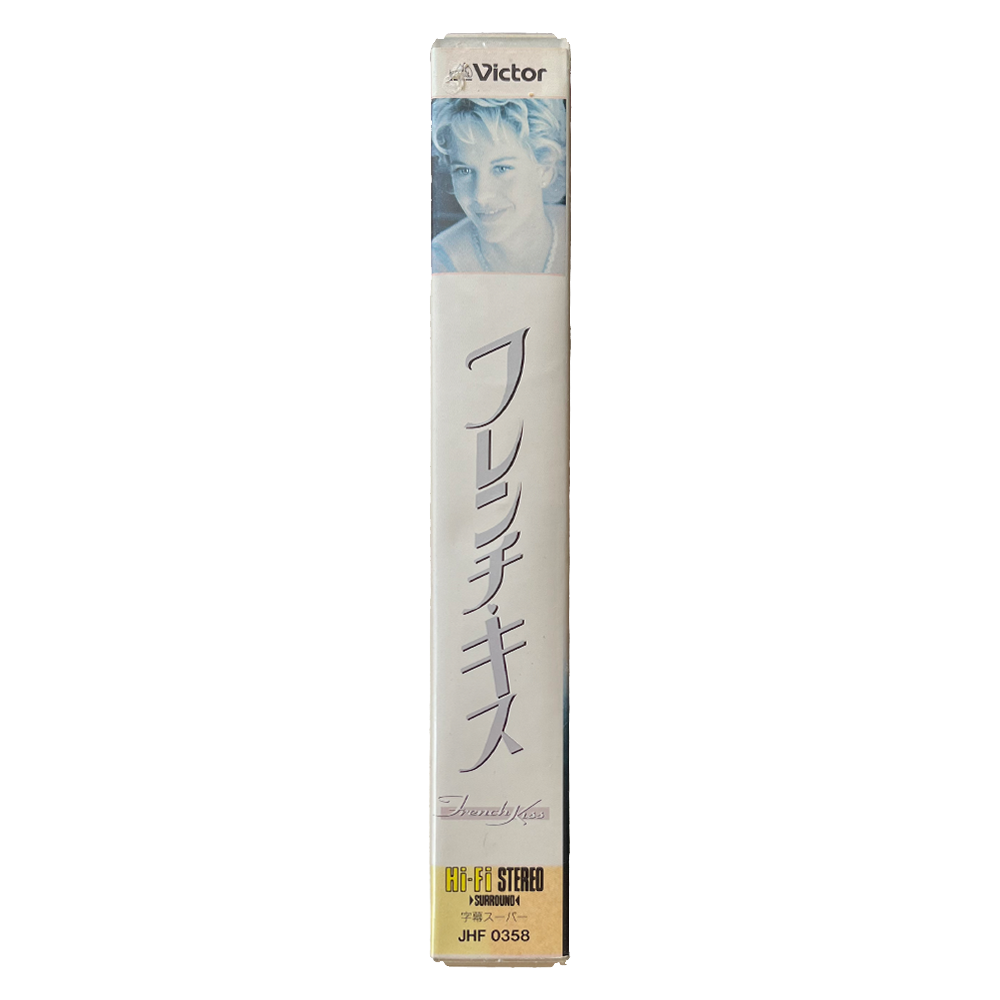 Victor
フレンチ・キス
French Kiss
Hi-Fi STEREO
▶SURROUND◀
字幕スーパー
JHF 0358